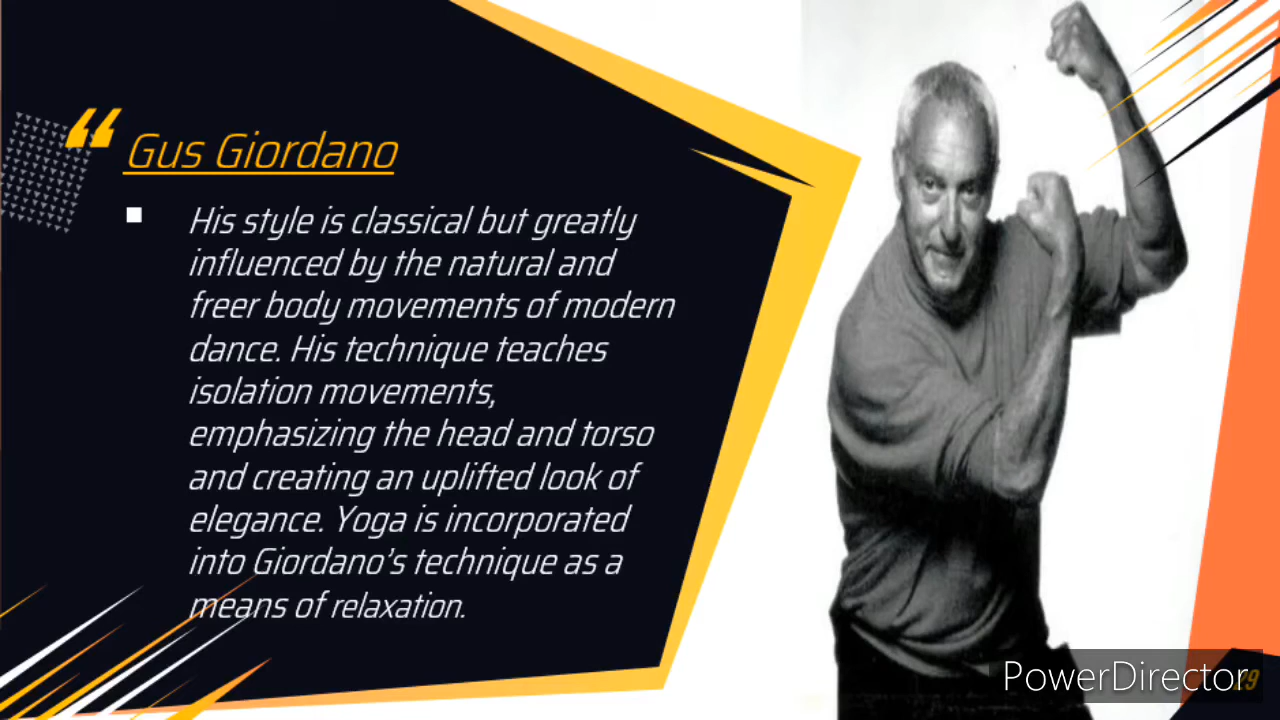 “ Gus Giordano
▪ His style is classical but greatly
influenced by the natural and
freer body movements of modern
dance. His technique teaches
isolation movements,
emphasizing the head and torso
and creating an uplifted look of
elegance. Yoga is incorporated
into Giordano’s technique as a
means of relaxation.
PowerDirector
29